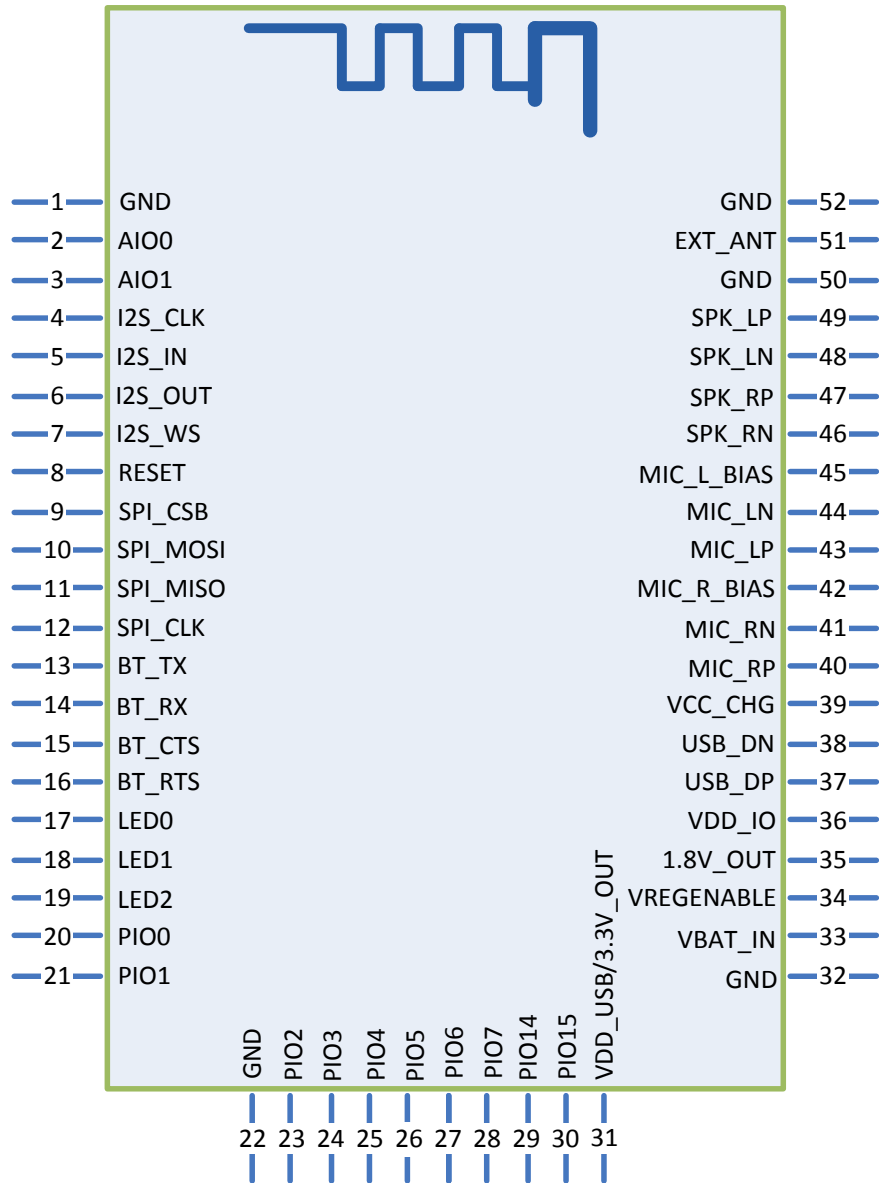 1 GND
2 AIO0
3 AIO1
4 I2S_CLK
5 I2S_IN
6 I2S_OUT
7 I2S_WS
8 RESET
9 SPI_CSB
10 SPI_MOSI
11 SPI_MISO
12 SPI_CLK
13 BT_TX
14 BT_RX
15 BT_CTS
16 BT_RTS
17 LED0
18 LED1
19 LED2
20 PIO0
21 PIO1
GND 22
PIO2 23
PIO3 24
PIO4 25
PIO5 26
PIO6 27
PIO7 28
PIO14 29
PIO15 30
VDD_USB/3.3V_OUT 31
GND 52
EXT_ANT 51
GND 50
SPK_LP 49
SPK_LN 48
SPK_RP 47
SPK_RN 46
MIC_L_BIAS 45
MIC_LN 44
MIC_LP 43
MIC_R_BIAS 42
MIC_RN 41
MIC_RP 40
VCC_CHG 39
USB_DN 38
USB_DP 37
VDD_IO 36
1.8V_OUT 35
VREGENABLE 34
VBAT_IN 33
GND 32